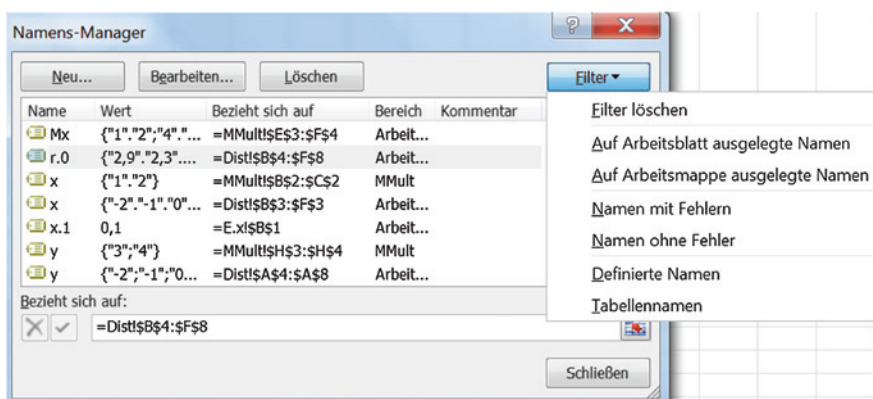 Namens-Manager
Neu... Bearbeiten... Löschen Filter
Name Wert Bezieht sich auf Bereich Kommentar
Mx {"1"."2";"4"."... =MMult!$E$3:$F$4 Arbeit...
r.0 {"2,9"."2,3".... =Dist!$B$4:$F$8 Arbeit...
x {"1"."2"} =MMult!$B$2:$C$2 MMult
x {"-2"."-1"."0"... =Dist!$B$3:$F$3 Arbeit...
x.1 0,1 =E.x!$B$1 Arbeit...
y {"3";"4"} =MMult!$H$3:$H$4 MMult
y {"-2";"-1";"0... =Dist!$A$4:$A$8 Arbeit...
Bezieht sich auf:
=Dist!$B$4:$F$8
Schließen
Filter löschen
Auf Arbeitsblatt ausgelegte Namen
Auf Arbeitsmappe ausgelegte Namen
Namen mit Fehlern
Namen ohne Fehler
Definierte Namen
Tabellennamen